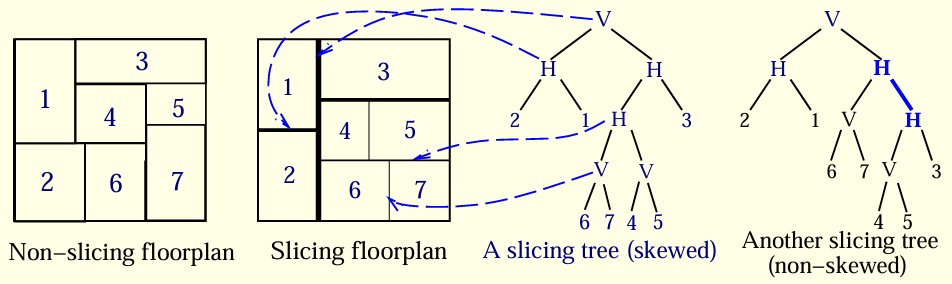 3
1
4
5
2
6
7
Non-slicing floorplan
1
3
4
5
2
6
7
Slicing floorplan
V
H
H
2
1
H
3
V
V
6
7
4
5
A slicing tree (skewed)
V
H
H
2
1
V
H
6
7
V
3
4
5
Another slicing tree
(non-skewed)